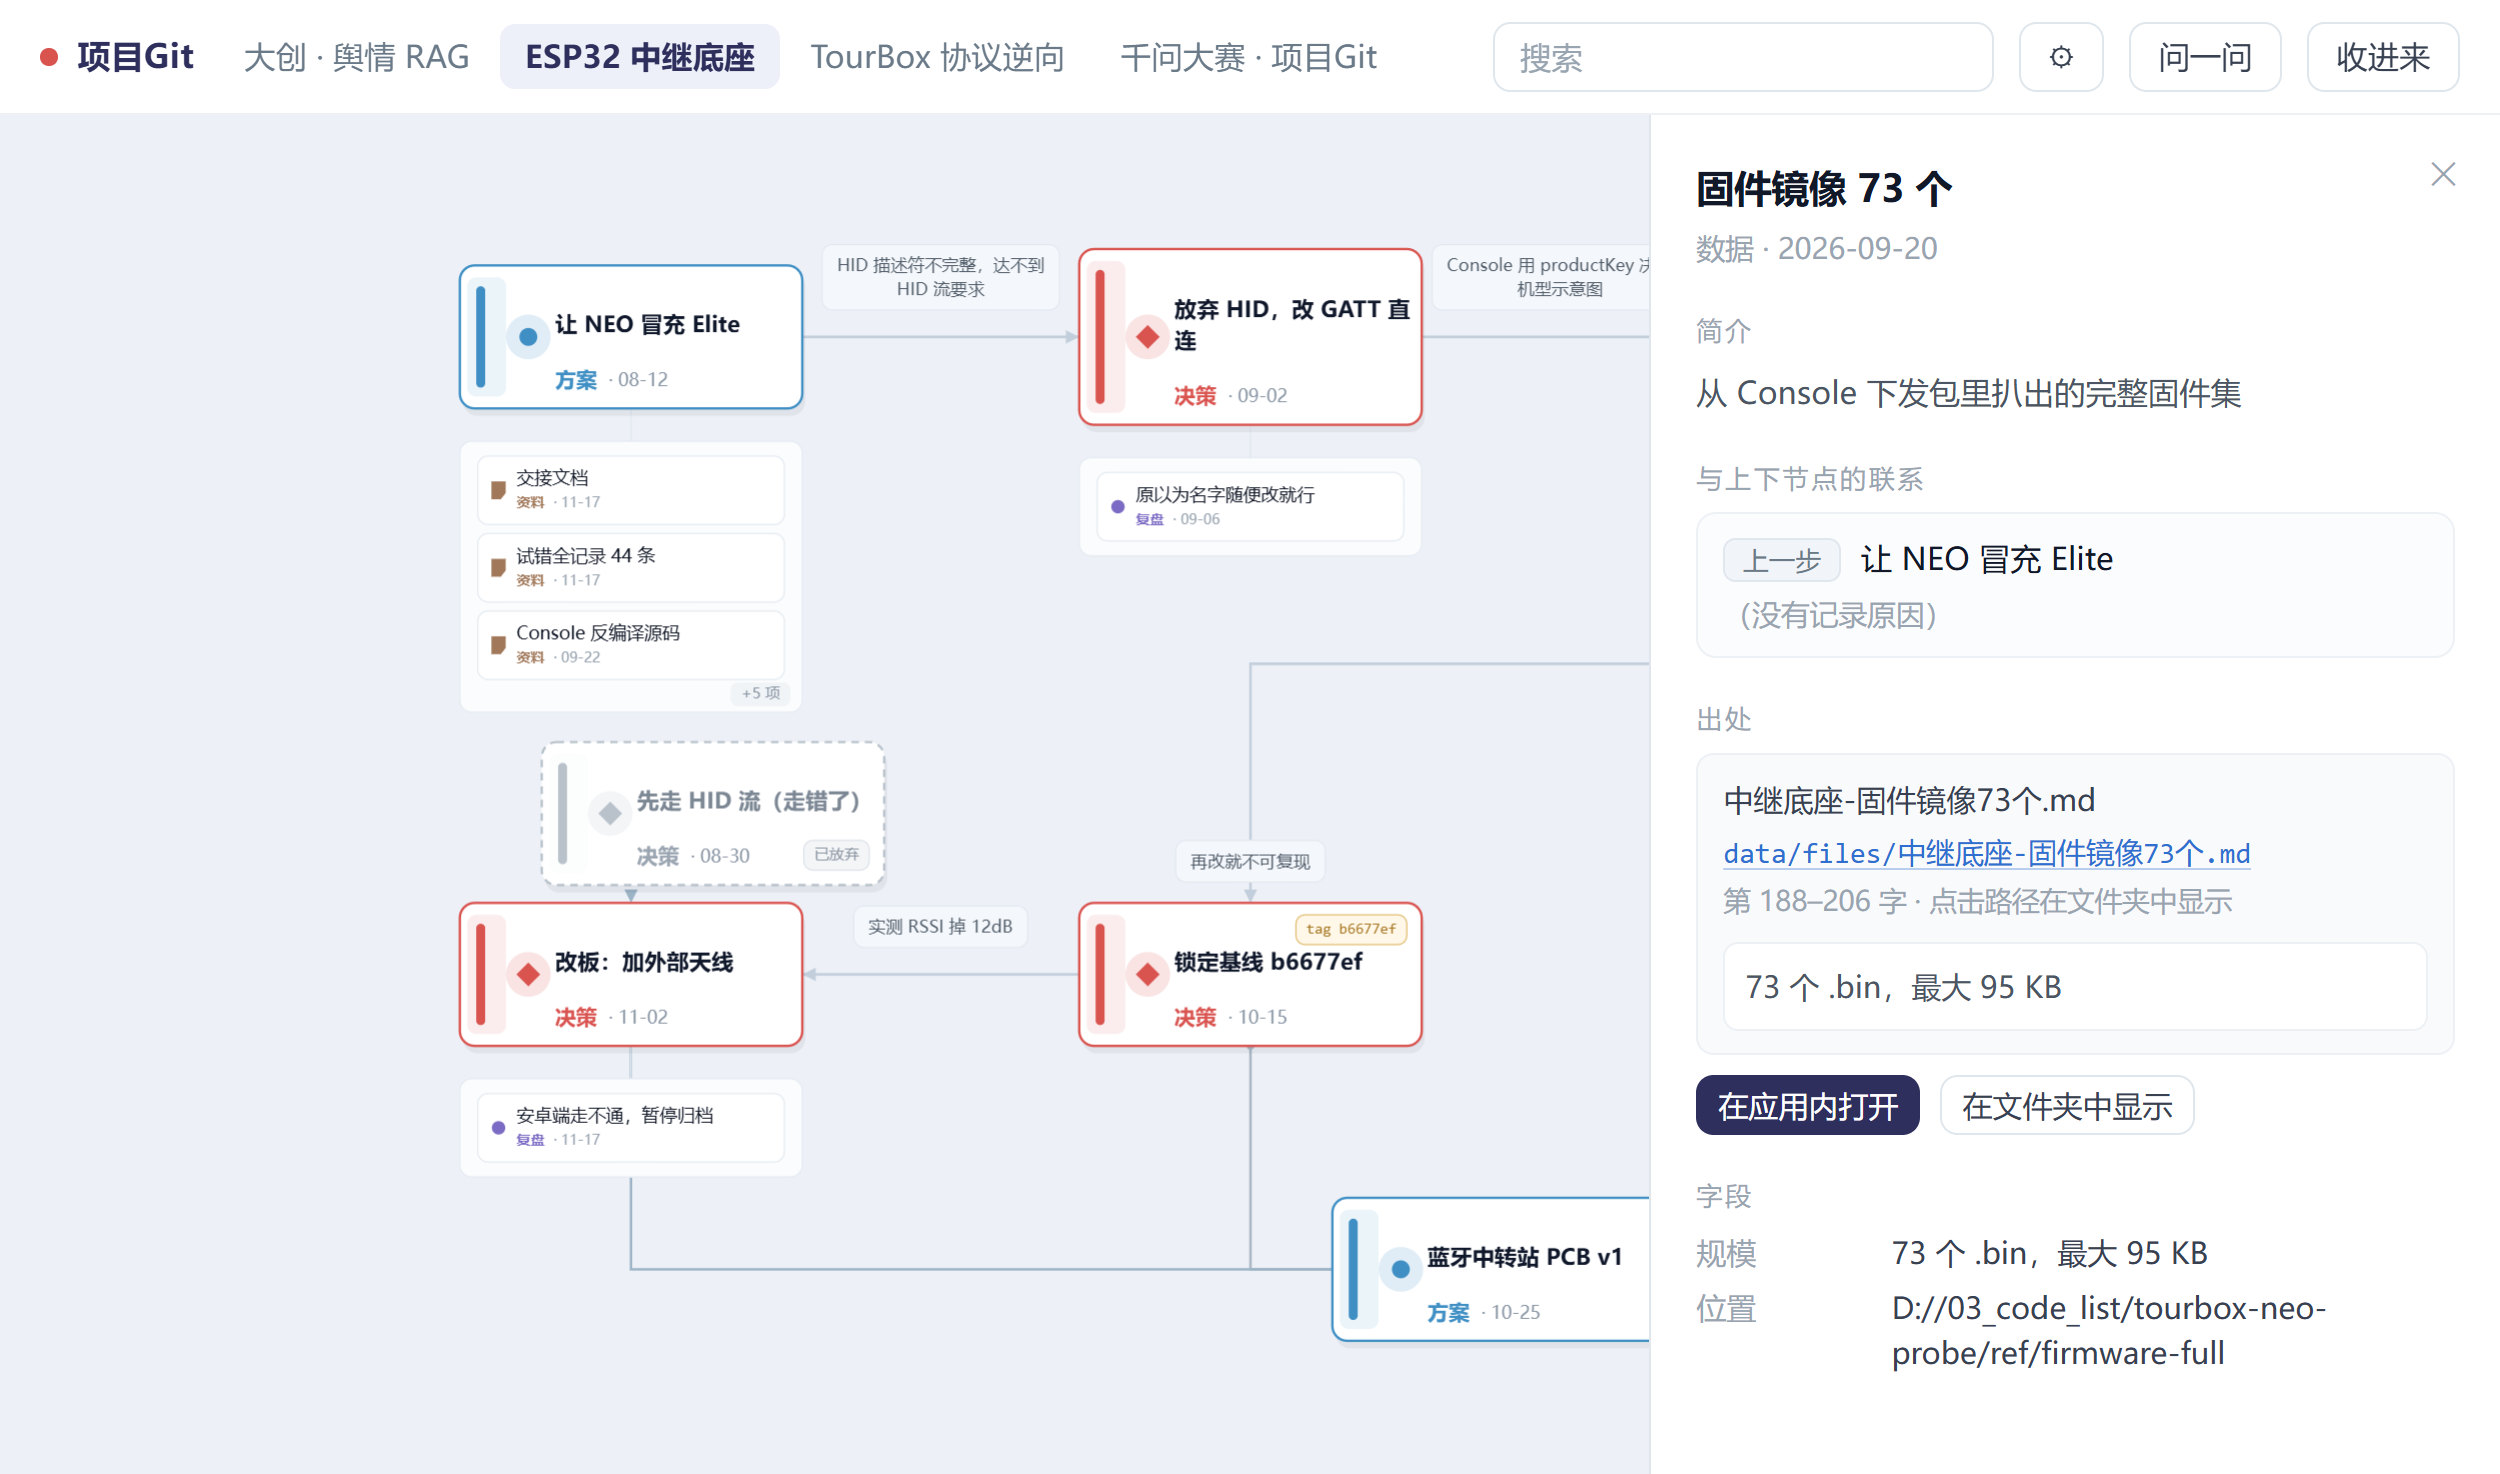 项目Git
大创 · 舆情 RAG
ESP32 中继底座
TourBox 协议逆向
千问大赛 · 项目Git
搜索
问一问
收进来
让 NEO 冒充 Elite
方案 · 08-12
HID 描述符不完整，达不到
HID 流要求
放弃 HID，改 GATT 直
连
决策 · 09-02
Console 用 productKey
机型示意图
交接文档
资料 · 11-17
试错全记录 44 条
资料 · 11-17
Console 反编译源码
资料 · 09-22
+5 项
原以为名字随便改就行
复盘 · 09-06
先走 HID 流（走错了）
决策 · 08-30
已放弃
再改就不可复现
改板：加外部天线
决策 · 11-02
实测 RSSI 掉 12dB
tag b6677ef
锁定基线 b6677ef
决策 · 10-15
安卓端走不通，暂停归档
复盘 · 11-17
蓝牙中转站 PCB v1
方案 · 10-25
固件镜像 73 个
数据 · 2026-09-20
简介
从 Console 下发包里扒出的完整固件集
与上下节点的联系
上一步 让 NEO 冒充 Elite
（没有记录原因）
出处
中继底座-固件镜像73个.md
data/files/中继底座-固件镜像73个.md
第 188–206 字 · 点击路径在文件夹中显示
73 个 .bin，最大 95 KB
在应用内打开
在文件夹中显示
字段
规模 73 个 .bin，最大 95 KB
位置 D://03_code_list/tourbox-neo-
probe/ref/firmware-full